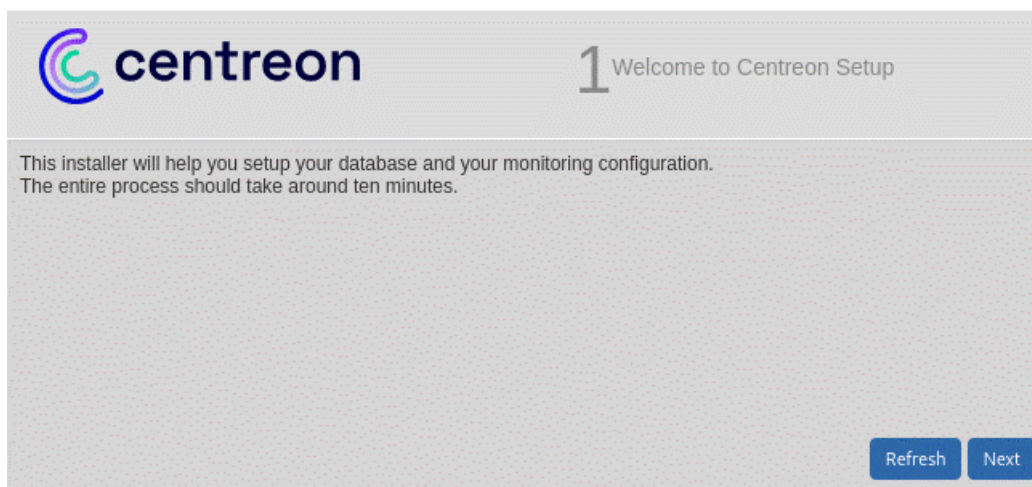 centreon
1 Welcome to Centreon Setup
This installer will help you setup your database and your monitoring configuration.
The entire process should take around ten minutes.
Refresh Next